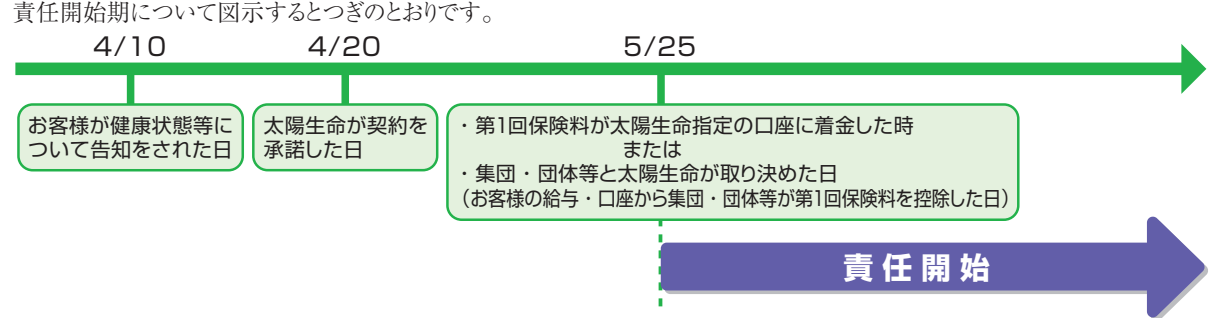 責任開始期について図示するとつぎのとおりです。
4/10
4/20
5/25
お客様が健康状態等に
ついて告知をされた日
太陽生命が契約を
承諾した日
・第1回保険料が太陽生命指定の口座に着金した時
または
・集団・団体等と太陽生命が取り決めた日
（お客様の給与・口座から集団・団体等が第1回保険料を控除した日）
責任開始